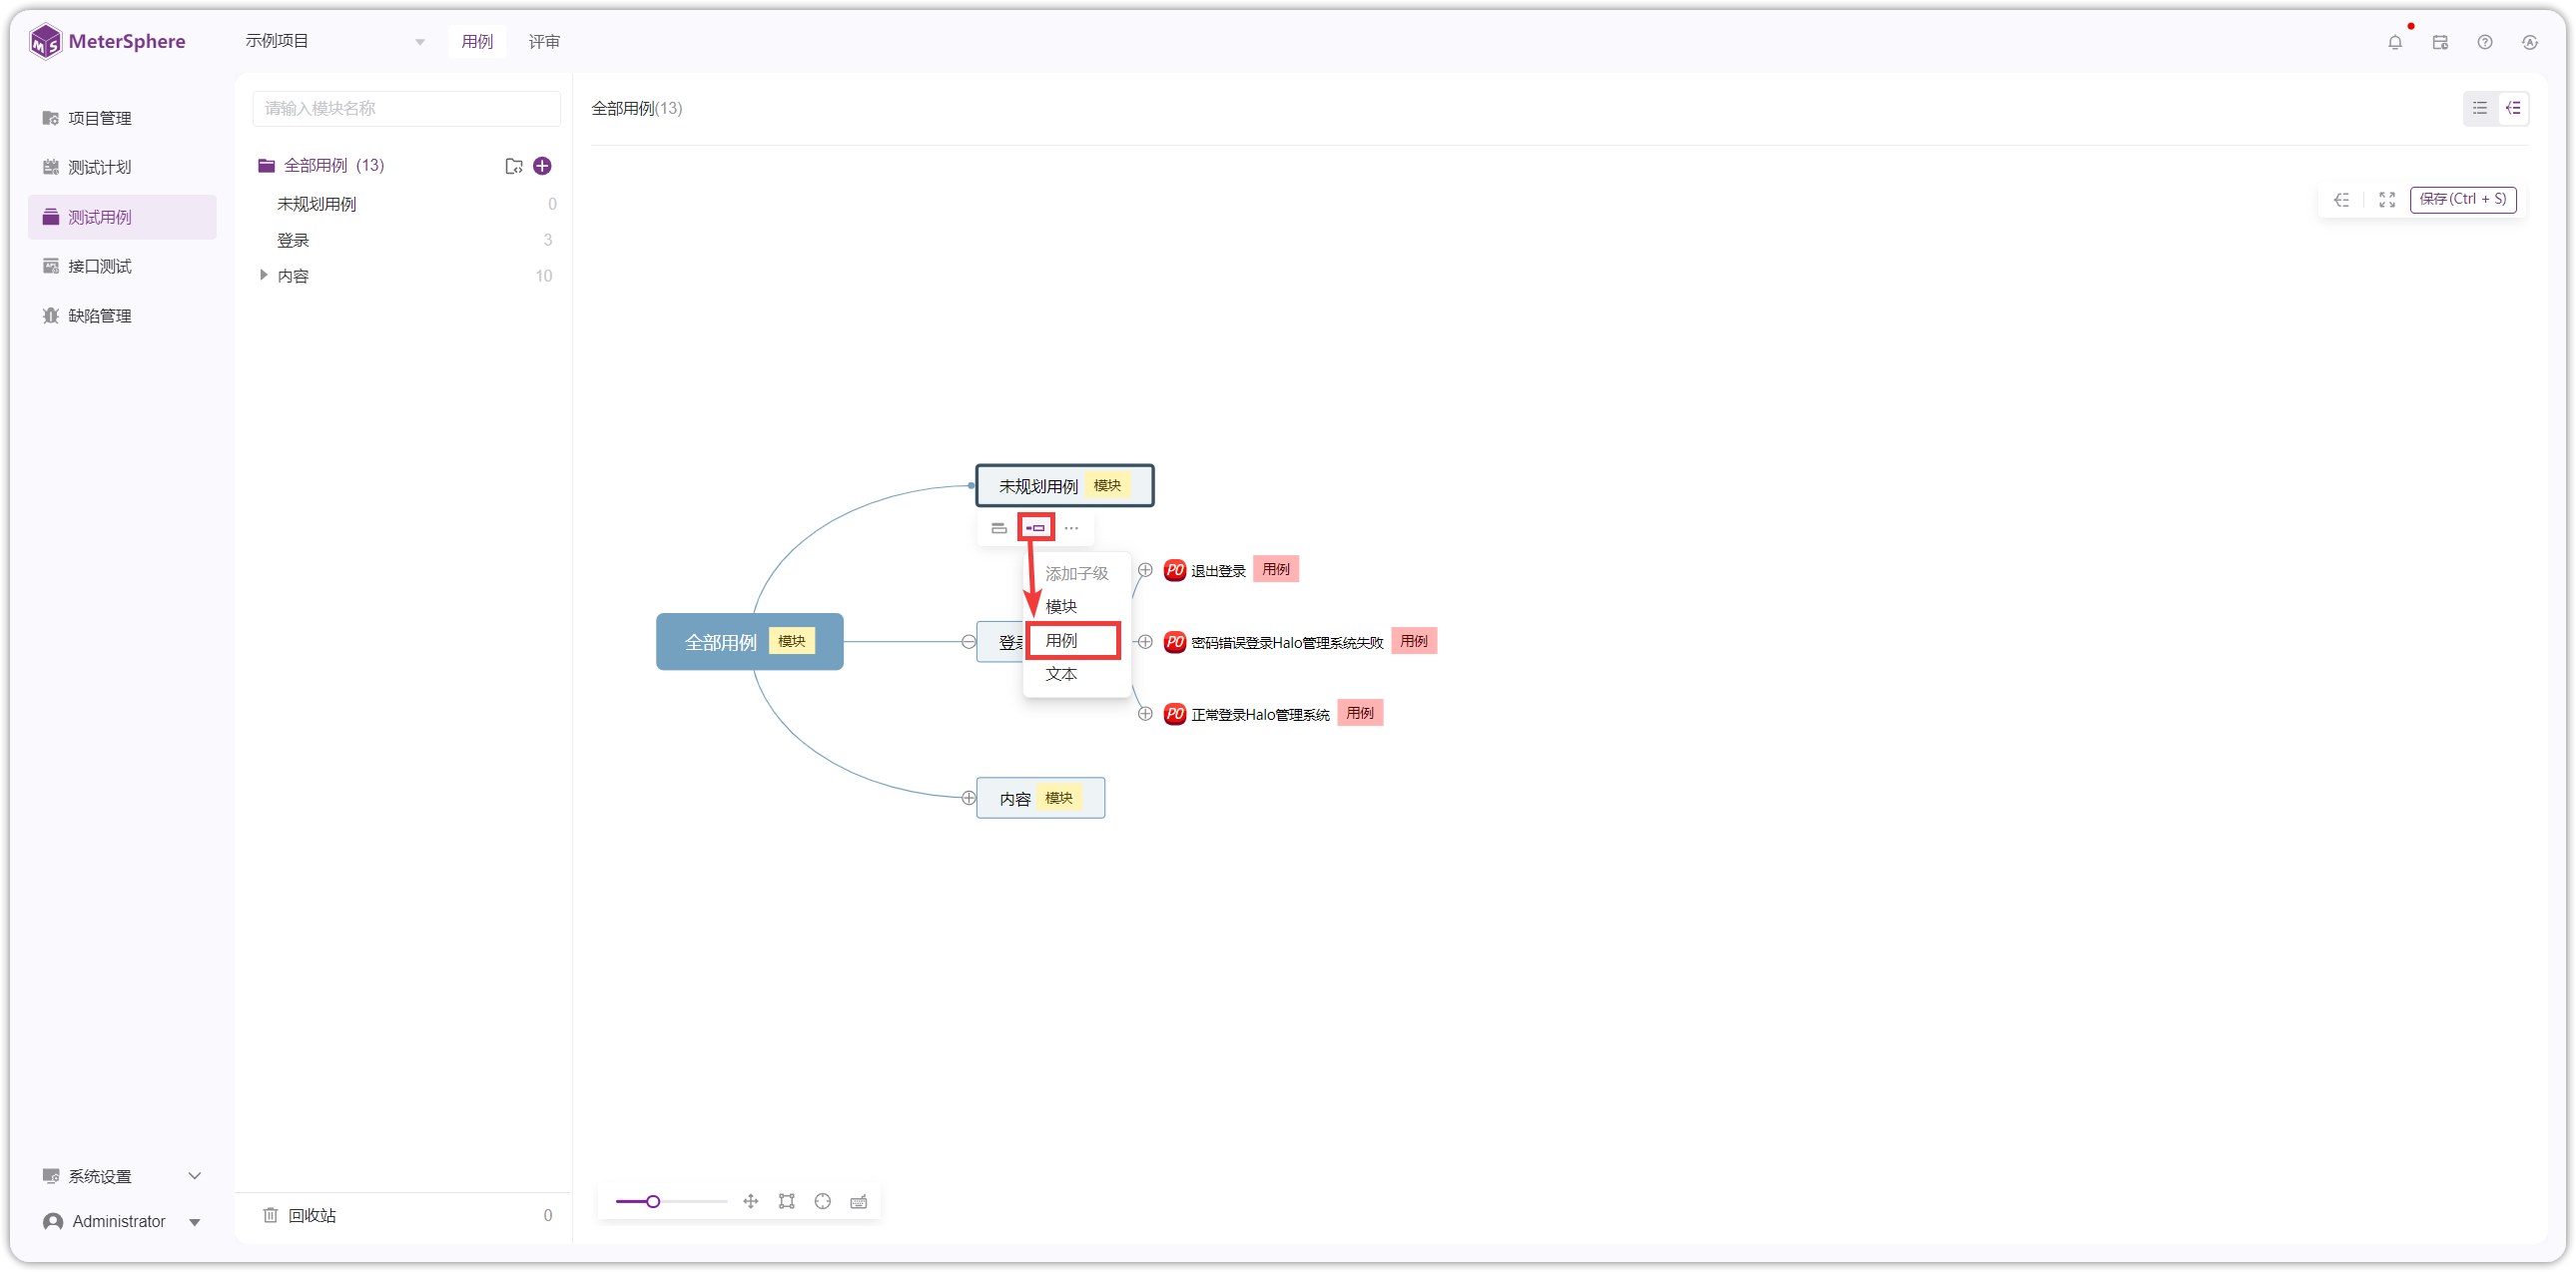 MeterSphere
示例项目
用例
评审
项目管理
测试计划
测试用例
接口测试
缺陷管理
系统设置
Administrator
请输入模块名称
全部用例 (13)
未规划用例 0
登录 3
内容 10
回收站 0
全部用例(13)
保存(Ctrl + S)
未规划用例 模块
添加子级
模块
用例
文本
全部用例 模块
登录
P0 退出登录 用例
P0 密码错误登录Halo管理系统失败 用例
P0 正常登录Halo管理系统 用例
内容 模块